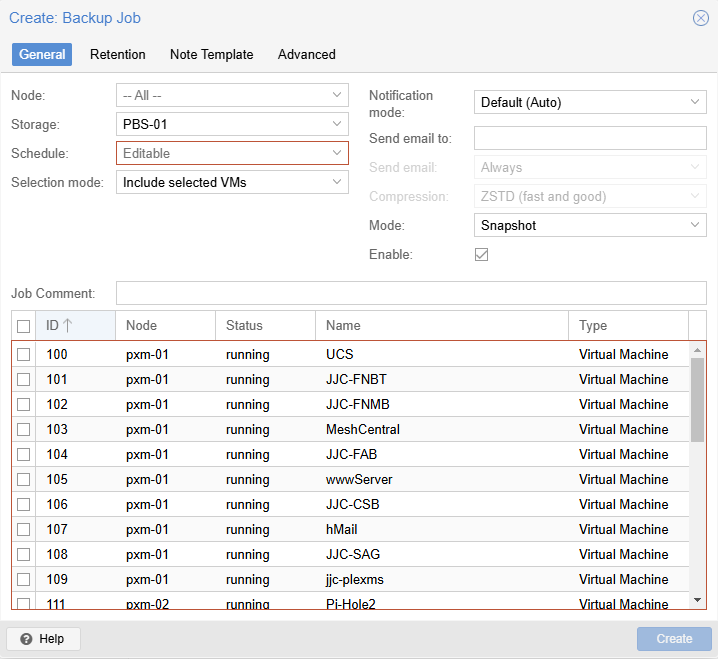 Create: Backup Job
General Retention Note Template Advanced
Node: -- All --
Storage: PBS-01
Schedule: Editable
Selection mode: Include selected VMs
Notification mode: Default (Auto)
Send email to:
Send email: Always
Compression: ZSTD (fast and good)
Mode: Snapshot
Enable:
Job Comment:
ID Node Status Name Type
100 pxm-01 running UCS Virtual Machine
101 pxm-01 running JJC-FNBT Virtual Machine
102 pxm-01 running JJC-FNMB Virtual Machine
103 pxm-01 running MeshCentral Virtual Machine
104 pxm-01 running JJC-FAB Virtual Machine
105 pxm-01 running wwwServer Virtual Machine
106 pxm-01 running JJC-CSB Virtual Machine
107 pxm-01 running hMail Virtual Machine
108 pxm-01 running JJC-SAG Virtual Machine
109 pxm-01 running jjc-plexms Virtual Machine
111 pxm-02 running Pi-Hole2 Virtual Machine
Help Create